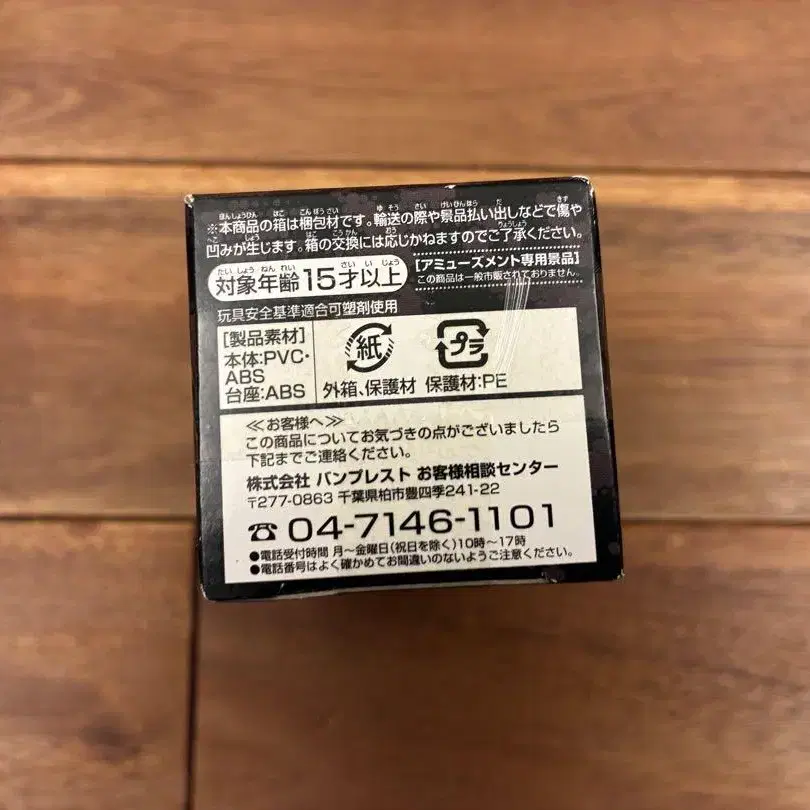 ※本商品の箱は梱包材です。輸送の際や景品払い出しなどで傷や
凹みが生じます。箱の交換には応じかねますのでご了承ください。
対象年齢15才以上
[アミューズメント専用景品]
この商品は一般市販されておりません。
玩具安全基準適合可塑剤使用
[製品素材]
本体:PVC・
ABS
台座:ABS
紙
外箱、保護材
プラ
保護材:PE
≪お客様へ≫
この商品についてお気づきの点がございましたら
下記までご連絡ください。
株式会社 バンプレスト お客様相談センター
〒277-0863 千葉県柏市豊四季241-22
☎ 04-7146-1101
●電話受付時間 月~金曜日(祝日を除く)10時~17時
●電話番号はよく確かめてお間違いのないようご注意ください。